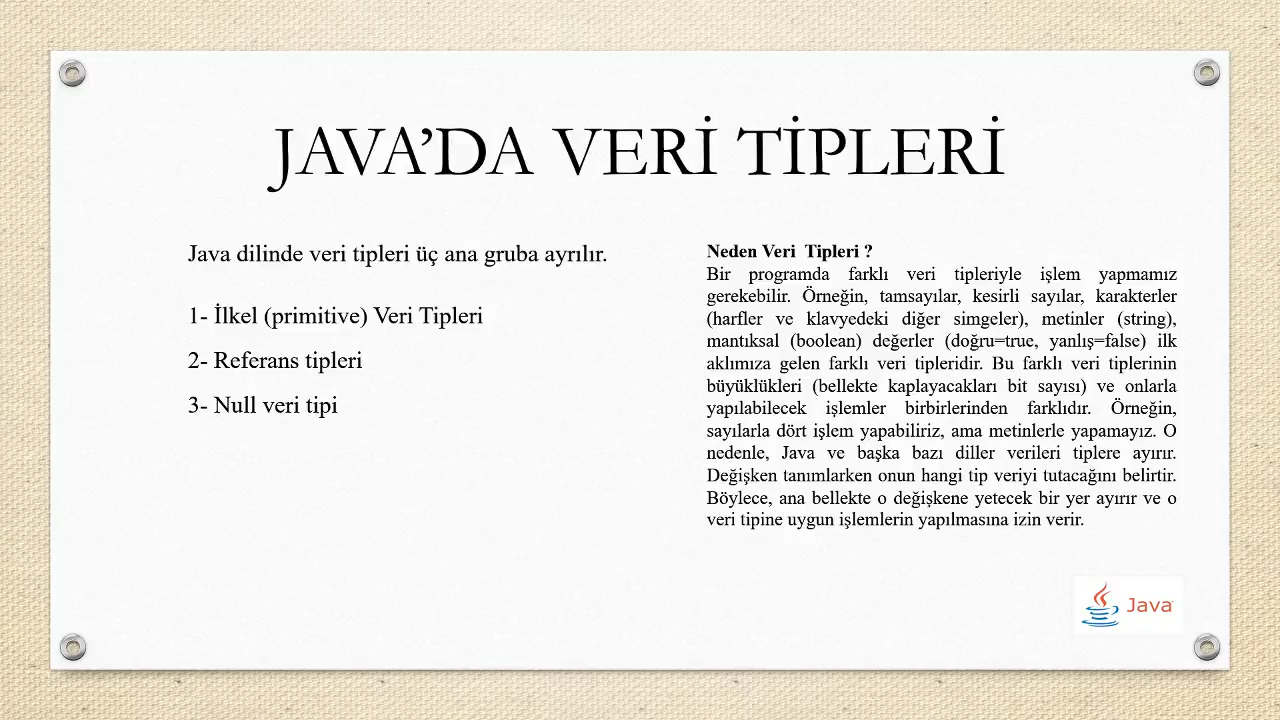 JAVA’DA VERİ TİPLERİ
Java dilinde veri tipleri üç ana gruba ayrılır.
1- İlkel (primitive) Veri Tipleri
2- Referans tipleri
3- Null veri tipi
Neden Veri  Tipleri ?
Bir programda farklı veri tipleriyle işlem yapmamız
gerekebilir. Örneğin, tamsayılar, kesirli sayılar, karakterler
(harfler ve klavyedeki diğer simgeler), metinler (string),
mantıksal (boolean) değerler (doğru=true, yanlış=false) ilk
aklımıza gelen farklı veri tipleridir. Bu farklı veri tiplerinin
büyüklükleri (bellekte kaplayacakları bit sayısı) ve onlarla
yapılabilecek işlemler birbirlerinden farklıdır. Örneğin,
sayılarla dört işlem yapabiliriz, ama metinlerle yapamayız. O
nedenle, Java ve başka bazı diller verileri tiplere ayırır.
Değişken tanımlarken onun hangi tip veriyi tutacağını belirtir.
Böylece, ana bellekte o değişkene yetecek bir yer ayırır ve o
veri tipine uygun işlemlerin yapılmasına izin verir.
Java